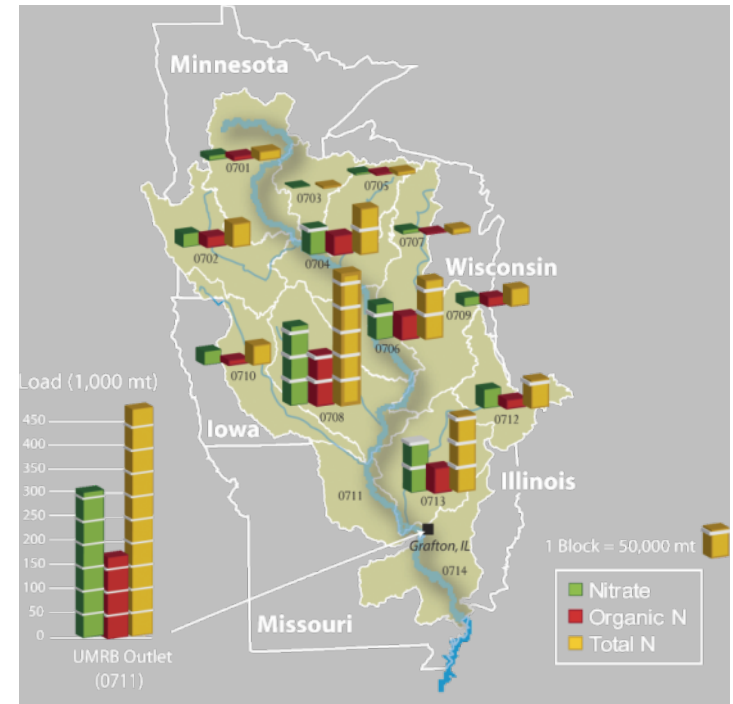 Minnesota
0701
0703
0705
0702
0704
0707
Wisconsin
0709
0706
0710
0708
0712
Load (1,000 mt)
450
400
350
300
250
200
150
100
50
0
Iowa
0711
0713
Illinois
Grafton, IL
0714
1 Block = 50,000 mt
Nitrate
Organic N
Total N
Missouri
UMRB Outlet
(0711)